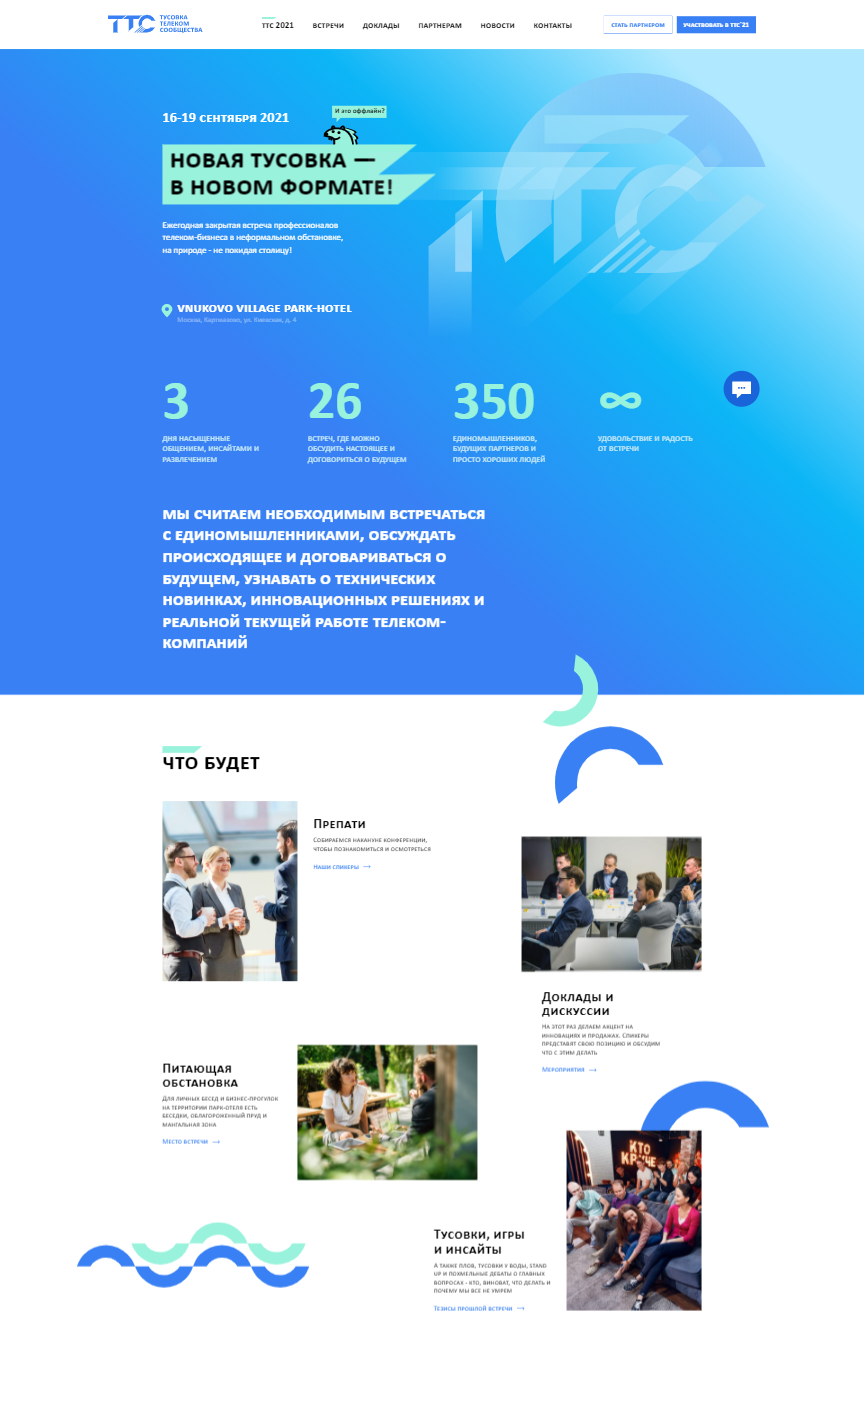 ТТС
ТУСОВКА
ТЕЛЕКОМ
СООБЩЕСТВА
ТТС 2021
ВСТРЕЧИ
ДОКЛАДЫ
ПАРТНЕРАМ
НОВОСТИ
КОНТАКТЫ
СТАТЬ ПАРТНЕРОМ
УЧАСТВОВАТЬ В ТТС'21
16-19 СЕНТЯБРЯ 2021
И это оффлайн?
НОВАЯ ТУСОВКА —
В НОВОМ ФОРМАТЕ!
ТТС
Ежегодная закрытая встреча профессионалов
телеком-бизнеса в неформальной обстановке,
на природе - не покидая столицу!
VNUKOVO VILLAGE PARK-HOTEL
Москва, Картмазово, ул. Киевская, д. 4
3
ДНЯ НАСЫЩЕННЫЕ
ОБЩЕНИЕМ, ИНСАЙТАМИ И
РАЗВЛЕЧЕНИЕМ
26
ВСТРЕЧ, ГДЕ МОЖНО
ОБСУДИТЬ НАСТОЯЩЕЕ И
ДОГОВОРИТЬСЯ О БУДУЩЕМ
350
ЕДИНОМЫШЛЕННИКОВ,
БУДУЩИХ ПАРТНЕРОВ И
ПРОСТО ХОРОШИХ ЛЮДЕЙ
∞
УДОВОЛЬСТВИЕ И РАДОСТЬ
ОТ ВСТРЕЧИ
МЫ СЧИТАЕМ НЕОБХОДИМЫМ ВСТРЕЧАТЬСЯ
С ЕДИНОМЫШЛЕННИКАМИ, ОБСУЖДАТЬ
ПРОИСХОДЯЩЕЕ И ДОГОВАРИВАТЬСЯ О
БУДУЩЕМ, УЗНАВАТЬ О ТЕХНИЧЕСКИХ
НОВИНКАХ, ИННОВАЦИОННЫХ РЕШЕНИЯХ И
РЕАЛЬНОЙ ТЕКУЩЕЙ РАБОТЕ ТЕЛЕКОМ-
КОМПАНИЙ
ЧТО БУДЕТ
Препати
Собираемся накануне конференции,
чтобы познакомиться и осмотреться
Наши спикеры →
Доклады и
дискуссии
На этот раз делаем акцент на
инновациях и продажах. Спикеры
представят свою позицию и обсудим
что с этим делать
Мероприятия →
Питающая
обстановка
Для личных бесед и бизнес-прогулок
на территории парк-отеля есть
беседки, облагороженный пруд и
мангальная зона
Место встречи →
КТО
КРУЧЕ
Тусовки, игры
и инсайты
А также плов, тусовки у воды, stand
up и похмельные дебаты о главных
вопросах - кто, виноват, что делать и
почему мы все не умрем
Тезисы прошлой встречи →